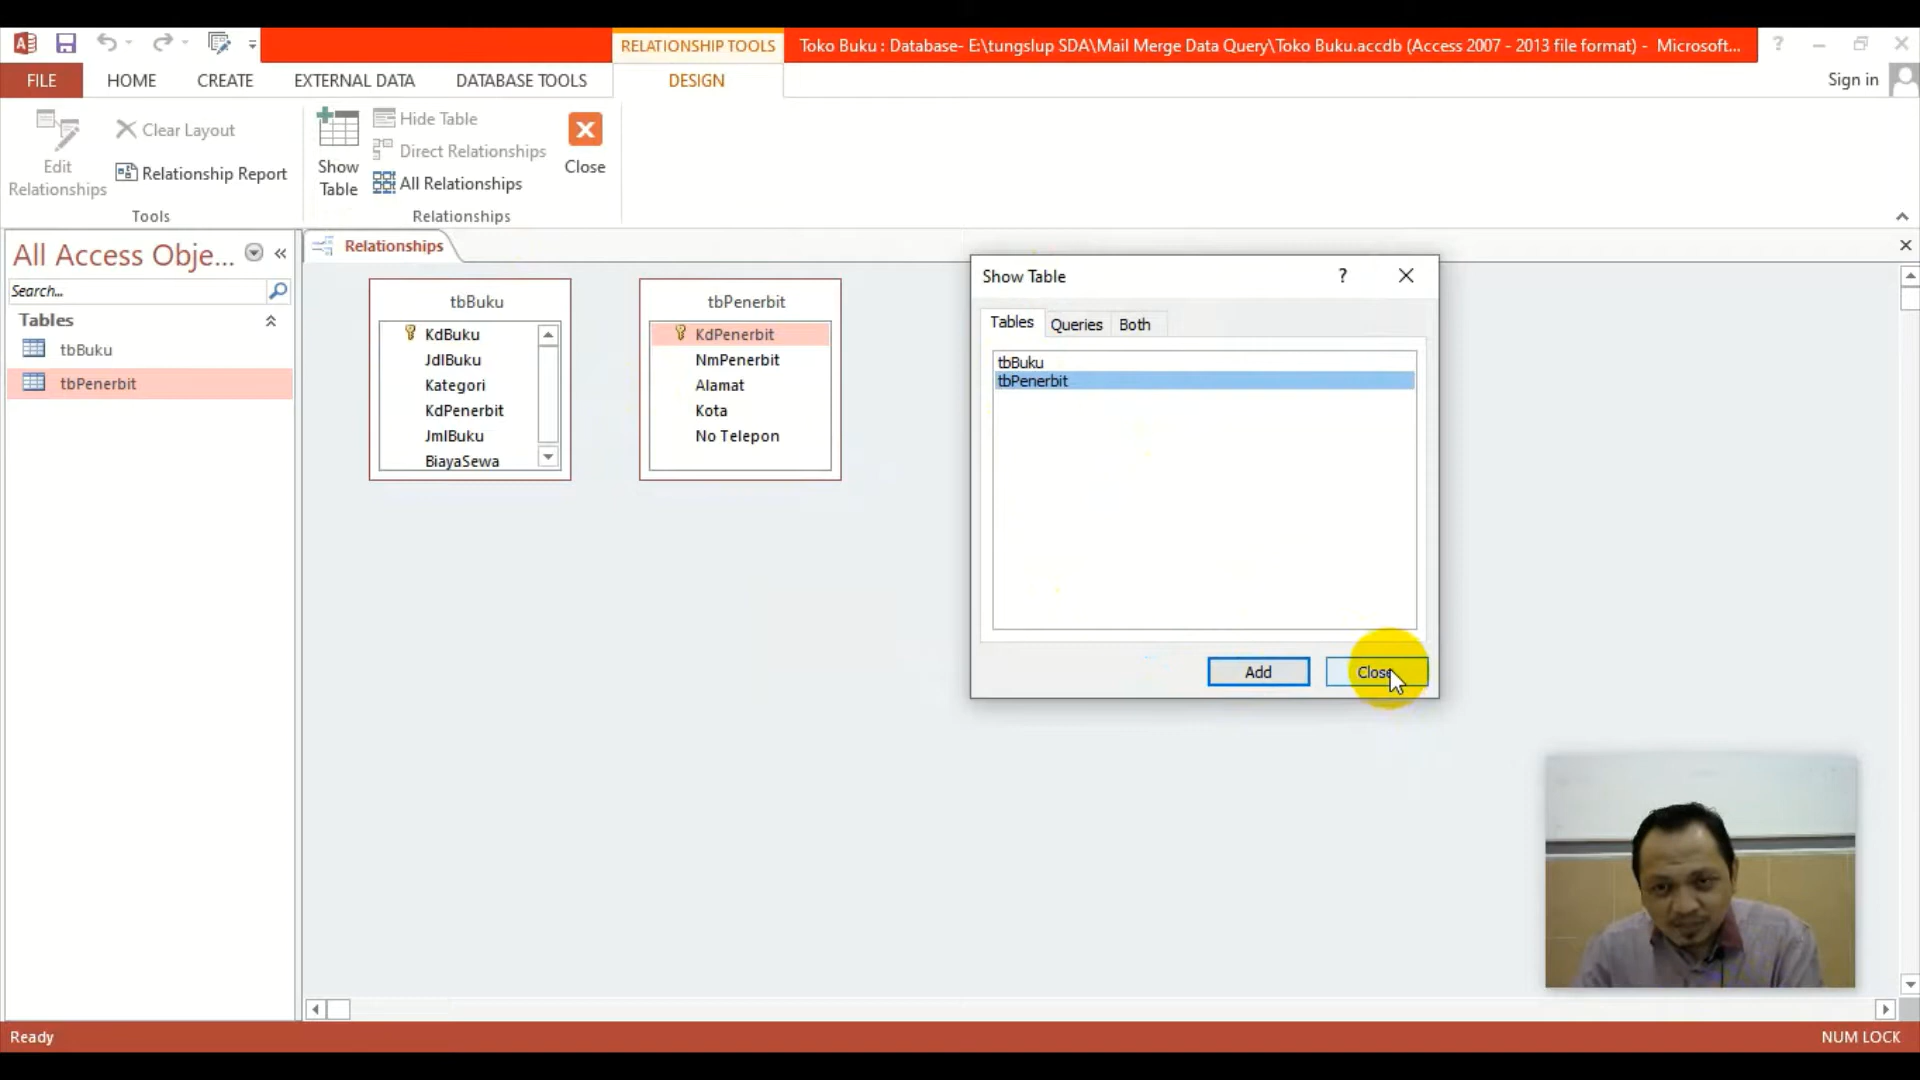 RELATIONSHIP TOOLS
Toko Buku : Database- E:\tungslup SDA\Mail Merge Data Query\Toko Buku.accdb (Access 2007 - 2013 file format) - Microsoft...
?
FILE
HOME
CREATE
EXTERNAL DATA
DATABASE TOOLS
DESIGN
Sign in
Edit
Relationships
Clear Layout
Relationship Report
Tools
Show
Table
Hide Table
Direct Relationships
All Relationships
Close
Relationships
All Access Obje...
Search...
Tables
tbBuku
tbPenerbit
Relationships
tbBuku
KdBuku
JdlBuku
Kategori
KdPenerbit
JmlBuku
BiayaSewa
tbPenerbit
KdPenerbit
NmPenerbit
Alamat
Kota
No Telepon
Show Table
?
Tables
Queries
Both
tbBuku
tbPenerbit
Add
Close
Ready
NUM LOCK